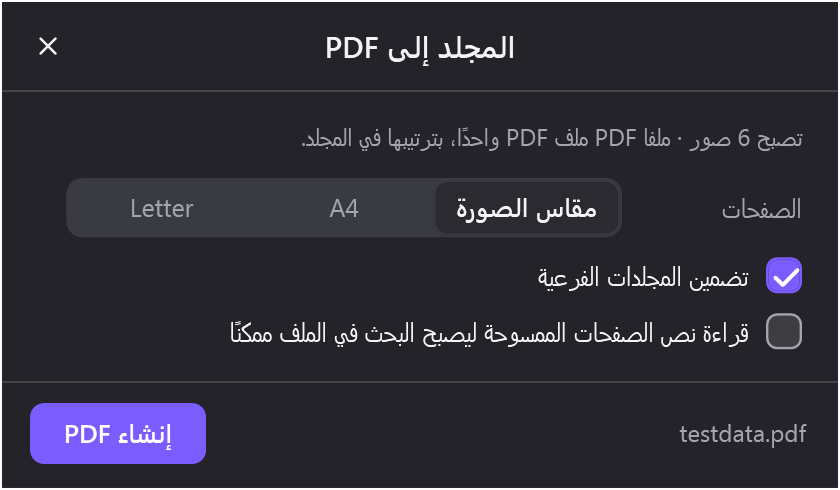 المجلد إلى PDF
تصبح 6 صور · ملفا PDF ملف PDF واحدًا، بترتيبها في المجلد.
الصفحات مقاس الصورة A4 Letter
تضمين المجلدات الفرعية
قراءة نص الصفحات الممسوحة ليصبح البحث في الملف ممكنًا
testdata.pdf إنشاء PDF